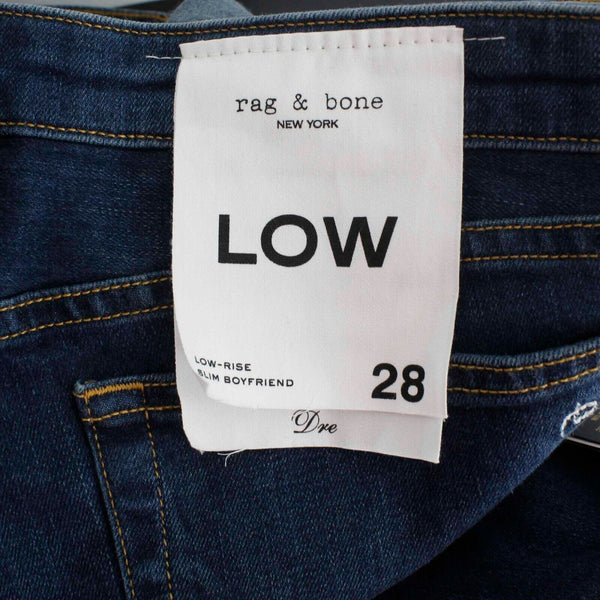 rag & bone
NEW YORK
LOW
LOW-RISE
SLIM BOYFRIEND
28
Dre